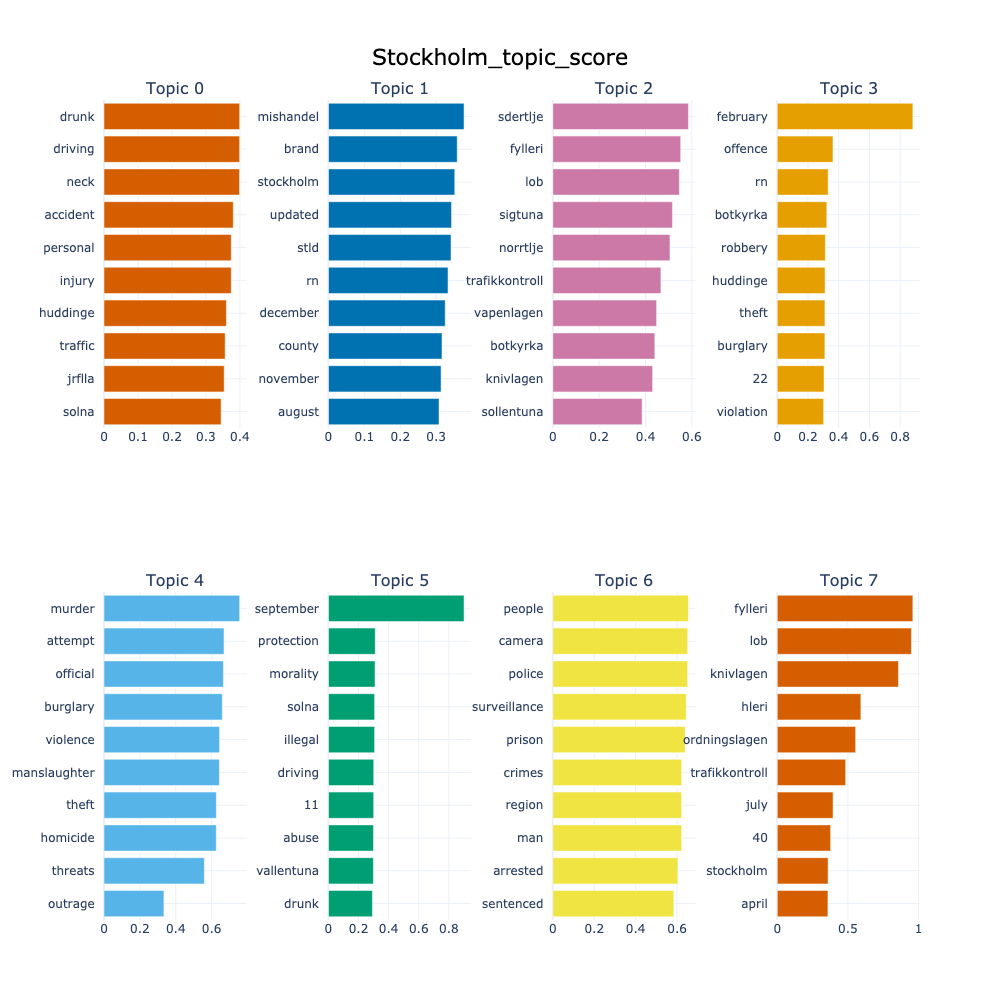 Stockholm_topic_score
Topic 0
drunk
driving
neck
accident
personal
injury
huddinge
traffic
jrflla
solna
0 0.1 0.2 0.3 0.4
Topic 1
mishandel
brand
stockholm
updated
stld
rn
december
county
november
august
0 0.1 0.2 0.3
Topic 2
sdertlje
fylleri
lob
sigtuna
norrtlje
trafikkontroll
vapenlagen
botkyrka
knivlagen
sollentuna
0 0.2 0.4 0.6
Topic 3
february
offence
rn
botkyrka
robbery
huddinge
theft
burglary
22
violation
0 0.2 0.4 0.6 0.8
Topic 4
murder
attempt
official
burglary
violence
manslaughter
theft
homicide
threats
outrage
0 0.2 0.4 0.6
Topic 5
september
protection
morality
solna
illegal
driving
11
abuse
vallentuna
drunk
0 0.2 0.4 0.6 0.8
Topic 6
people
camera
police
surveillance
prison
crimes
region
man
arrested
sentenced
0 0.2 0.4 0.6
Topic 7
fylleri
lob
knivlagen
hleri
ordningslagen
trafikkontroll
july
40
stockholm
april
0 0.5 1